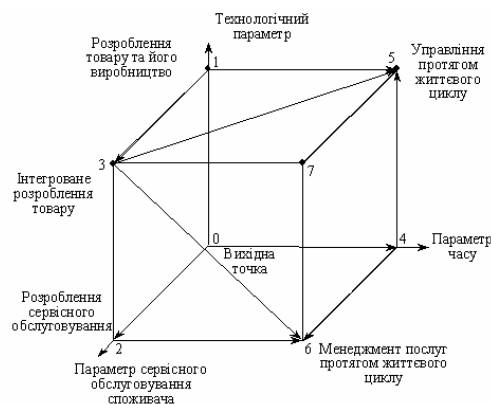 Технологічний
параметр
Розроблення
товару та його
виробництво
1
5
Управління
протягом
життєвого
циклу
3
7
Інтегроване
розроблення
товару
0
Вихідна
точка
4
Параметр
часу
Розроблення
сервісного
обслуговування
2
6
Параметр сервісного
обслуговування
споживача
Менеджмент послуг
протягом життєвого
циклу